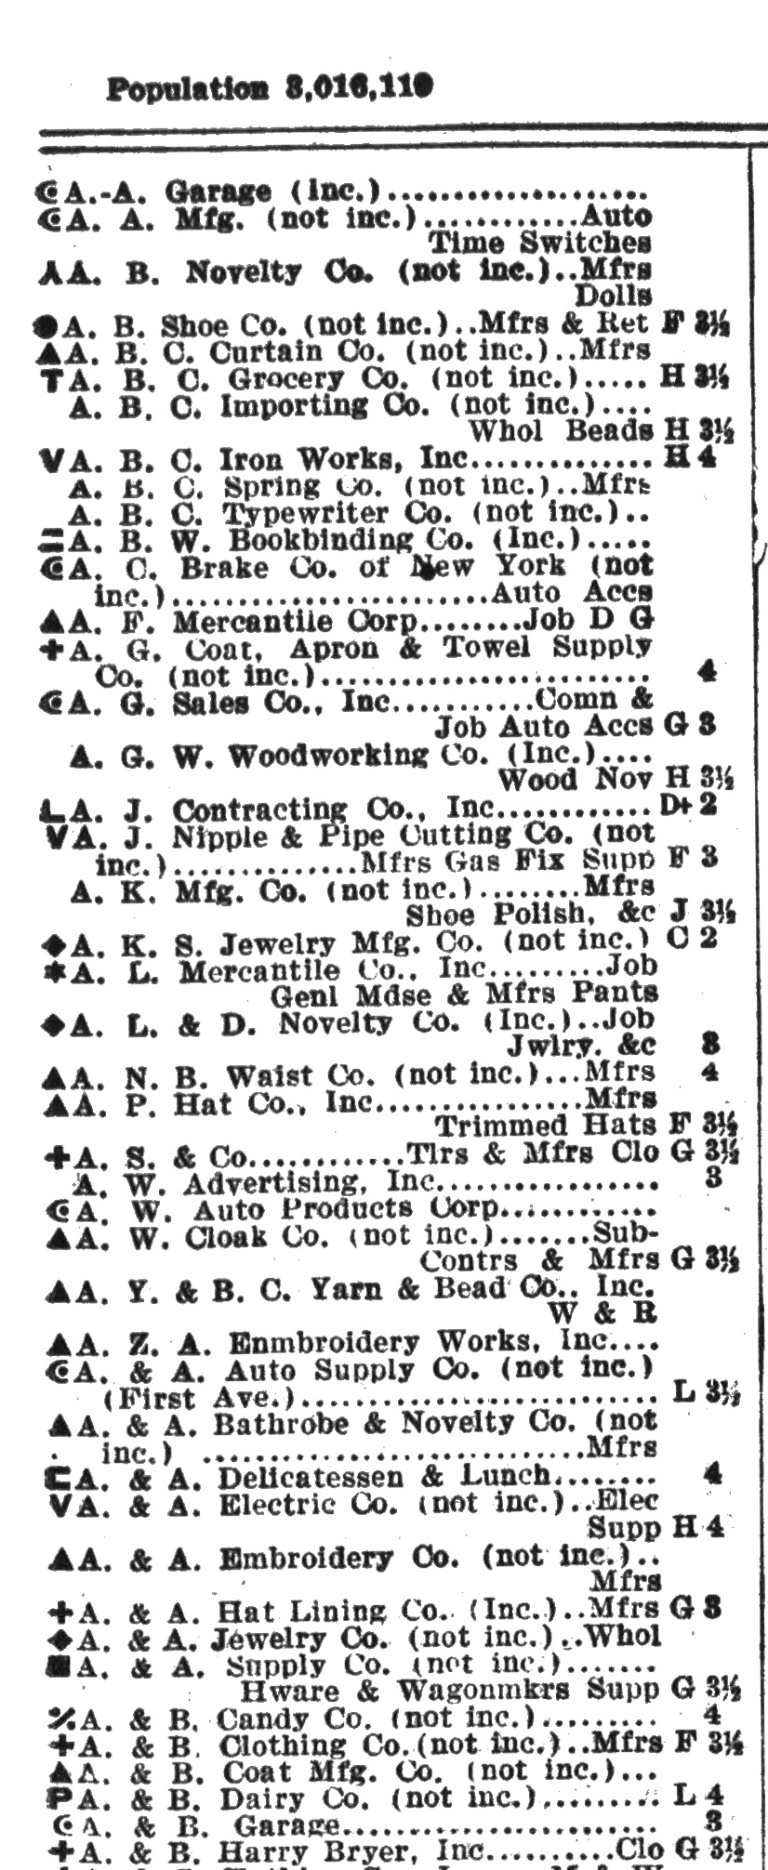 Population 3,016,110
A.-A. Garage (Inc.)....................
A. A. Mfg. (not inc.)............Auto
Time Switches
AA. B. Novelty Co. (not inc.)..Mfrs
Dolls
●A. B. Shoe Co. (not inc.)..Mfrs & Ret F 3½
▲A. B. C. Curtain Co. (not inc.)..Mfrs
TA. B. C. Grocery Co. (not inc.)..... H 3½
A. B. C. Importing Co. (not inc.)....
Whol Beads H 3½
VA. B. C. Iron Works, Inc.............. H 4
A. B. C. Spring Co. (not inc.)..Mfrs
A. B. C. Typewriter Co. (not inc.)..
=A. B. W. Bookbinding Co. (Inc.).....
A. C. Brake Co. of New York (not
inc.)........................Auto Accs
▲A. F. Mercantile Corp........Job D G
+A. G. Coat, Apron & Towel Supply
Co. (not inc.)......................... 4
A. G. Sales Co., Inc...........Comn &
Job Auto Accs G 3
A. G. W. Woodworking Co. (Inc.)....
Wood Nov H 3½
LA. J. Contracting Co., Inc............ D+ 2
VA. J. Nipple & Pipe Cutting Co. (not
inc.)..............Mfrs Gas Fix Supp F 3
A. K. Mfg. Co. (not inc.)........Mfrs
Shoe Polish, &c J 3½
◆A. K. S. Jewelry Mfg. Co. (not inc.) C 2
*A. L. Mercantile Co., Inc.........Job
Genl Mdse & Mfrs Pants
◆A. L. & D. Novelty Co. (Inc.)..Job
Jwlry. &c 3
▲A. N. B. Waist Co. (not inc.)...Mfrs 4
▲A. P. Hat Co., Inc................Mfrs
Trimmed Hats F 3½
+A. S. & Co............Tlrs & Mfrs Clo G 3½
A. W. Advertising, Inc................. 3
A. W. Auto Products Corp............
▲A. W. Cloak Co. (not inc.).......Sub-
Contrs & Mfrs G 3½
▲A. Y. & B. C. Yarn & Bead Co., Inc.
W & R
▲A. Z. A. Enmbroidery Works, Inc....
A. & A. Auto Supply Co. (not inc.)
(First Ave.)........................... L 3½
▲A. & A. Bathrobe & Novelty Co. (not
inc.) .............................Mfrs
A. & A. Delicatessen & Lunch........ 4
VA. & A. Electric Co. (not inc.)..Elec
Supp H 4
▲A. & A. Embroidery Co. (not inc.)..
Mfrs
+A. & A. Hat Lining Co. (Inc.)..Mfrs G 3
◆A. & A. Jewelry Co. (not inc.)..Whol
■A. & A. Supply Co. (not inc.).......
Hware & Wagonmkrs Supp G 3½
٪A. & B. Candy Co. (not inc.)......... 4
+A. & B. Clothing Co.(not inc.)..Mfrs F 3½
▲A. & B. Coat Mfg. Co. (not inc.)...
PA. & B. Dairy Co. (not inc.)......... L 4
A. & B. Garage........................ 3
+A. & B. Harry Bryer, Inc..........Clo G 3½